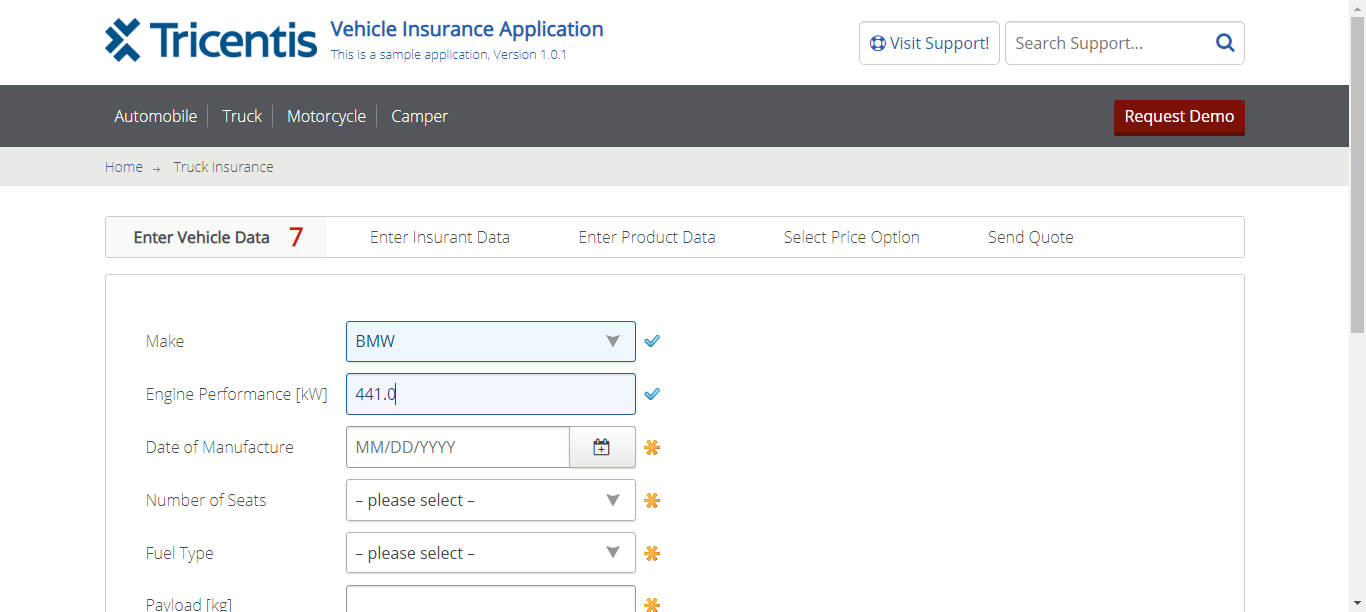 Tricentis
Vehicle Insurance Application
This is a sample application, Version 1.0.1
Visit Support!
Search Support...
Automobile
Truck
Motorcycle
Camper
Request Demo
Home → Truck Insurance
Enter Vehicle Data 7
Enter Insurant Data
Enter Product Data
Select Price Option
Send Quote
Make
BMW
Engine Performance [kW]
441.0
Date of Manufacture
MM/DD/YYYY
Number of Seats
– please select –
Fuel Type
– please select –
Payload [kg]